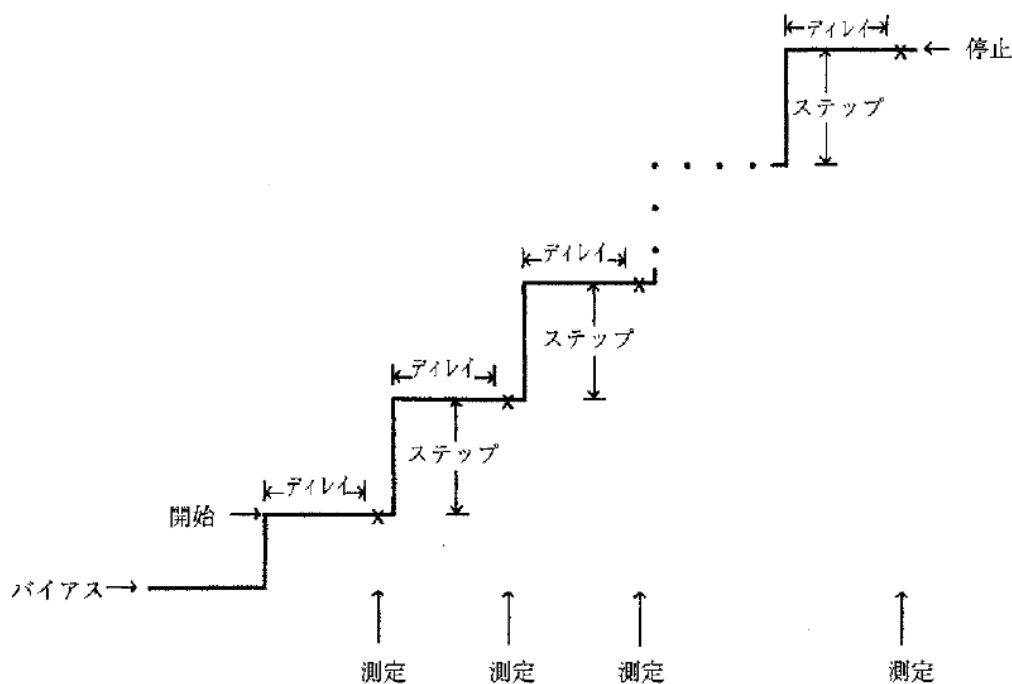 ディレイ
停止
ステップ
ディレイ
ステップ
ディレイ
ステップ
ディレイ
開始
バイアス
測定 測定 測定 測定